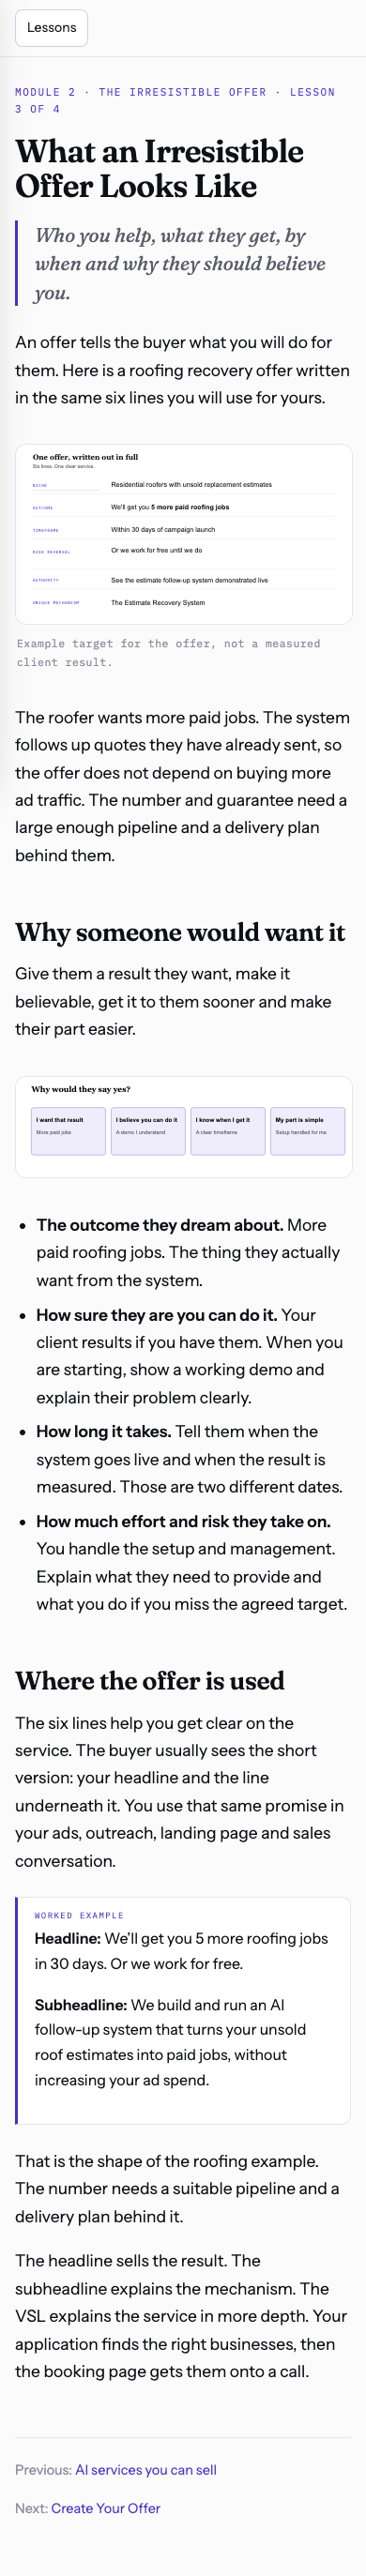 Lessons
MODULE 2 · THE IRRESISTIBLE OFFER · LESSON
3 OF 4
What an Irresistible
Offer Looks Like
Who you help, what they get, by
when and why they should believe
you.
An offer tells the buyer what you will do for
them. Here is a roofing recovery offer written
in the same six lines you will use for yours.
One offer, written out in full
Six lines. One clear service.
NICHE
Residential roofers with unsold replacement estimates
OUTCOME
We'll get you 5 more paid roofing jobs
TIMEFRAME
Within 30 days of campaign launch
RISK REVERSAL
Or we work for free until we do
AUTHORITY
See the estimate follow-up system demonstrated live
UNIQUE MECHANISM
The Estimate Recovery System
Example target for the offer, not a measured
client result.
The roofer wants more paid jobs. The system
follows up quotes they have already sent, so
the offer does not depend on buying more
ad traffic. The number and guarantee need a
large enough pipeline and a delivery plan
behind them.
Why someone would want it
Give them a result they want, make it
believable, get it to them sooner and make
their part easier.
Why would they say yes?
I want that result
More paid jobs
I believe you can do it
A demo I understand
I know when I get it
A clear timeframe
My part is simple
Setup handled for me
• The outcome they dream about. More
paid roofing jobs. The thing they actually
want from the system.
• How sure they are you can do it. Your
client results if you have them. When you
are starting, show a working demo and
explain their problem clearly.
• How long it takes. Tell them when the
system goes live and when the result is
measured. Those are two different dates.
• How much effort and risk they take on.
You handle the setup and management.
Explain what they need to provide and
what you do if you miss the agreed target.
Where the offer is used
The six lines help you get clear on the
service. The buyer usually sees the short
version: your headline and the line
underneath it. You use that same promise in
your ads, outreach, landing page and sales
conversation.
WORKED EXAMPLE
Headline: We'll get you 5 more roofing jobs
in 30 days. Or we work for free.
Subheadline: We build and run an AI
follow-up system that turns your unsold
roof estimates into paid jobs, without
increasing your ad spend.
That is the shape of the roofing example.
The number needs a suitable pipeline and a
delivery plan behind it.
The headline sells the result. The
subheadline explains the mechanism. The
VSL explains the service in more depth. Your
application finds the right businesses, then
the booking page gets them onto a call.
Previous: AI services you can sell
Next: Create Your Offer